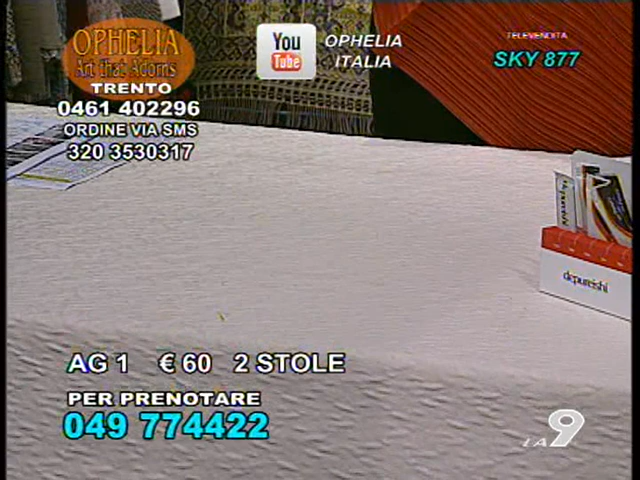 OPHELIA
Art that Adorns
TRENTO
0461 402296
ORDINE VIA SMS
320 3530317
You
Tube
OPHELIA
ITALIA
TELEVENDITA
SKY 877
depureishi
AG 1 € 60 2 STOLE
PER PRENOTARE
049 774422
LA 9